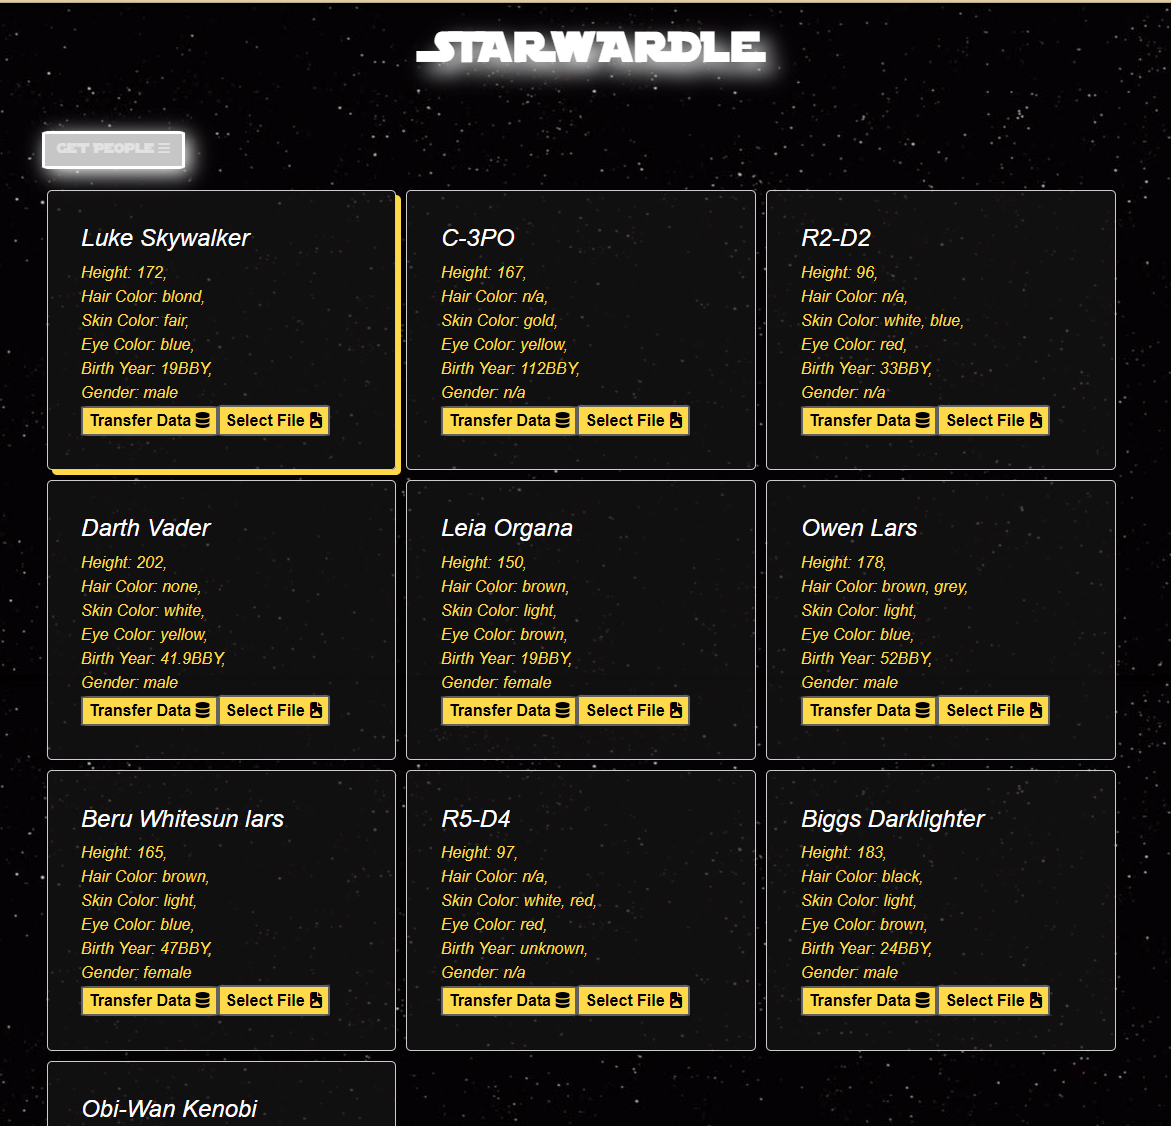 STARWARDLE
GET PEOPLE
Luke Skywalker
Height: 172,
Hair Color: blond,
Skin Color: fair,
Eye Color: blue,
Birth Year: 19BBY,
Gender: male
Transfer Data Select File
C-3PO
Height: 167,
Hair Color: n/a,
Skin Color: gold,
Eye Color: yellow,
Birth Year: 112BBY,
Gender: n/a
Transfer Data Select File
R2-D2
Height: 96,
Hair Color: n/a,
Skin Color: white, blue,
Eye Color: red,
Birth Year: 33BBY,
Gender: n/a
Transfer Data Select File
Darth Vader
Height: 202,
Hair Color: none,
Skin Color: white,
Eye Color: yellow,
Birth Year: 41.9BBY,
Gender: male
Transfer Data Select File
Leia Organa
Height: 150,
Hair Color: brown,
Skin Color: light,
Eye Color: brown,
Birth Year: 19BBY,
Gender: female
Transfer Data Select File
Owen Lars
Height: 178,
Hair Color: brown, grey,
Skin Color: light,
Eye Color: blue,
Birth Year: 52BBY,
Gender: male
Transfer Data Select File
Beru Whitesun lars
Height: 165,
Hair Color: brown,
Skin Color: light,
Eye Color: blue,
Birth Year: 47BBY,
Gender: female
Transfer Data Select File
R5-D4
Height: 97,
Hair Color: n/a,
Skin Color: white, red,
Eye Color: red,
Birth Year: unknown,
Gender: n/a
Transfer Data Select File
Biggs Darklighter
Height: 183,
Hair Color: black,
Skin Color: light,
Eye Color: brown,
Birth Year: 24BBY,
Gender: male
Transfer Data Select File
Obi-Wan Kenobi